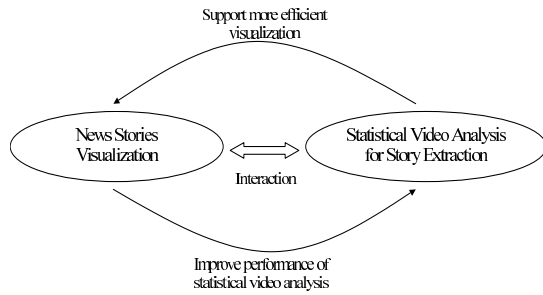 Support more efficient
visualization
News Stories
Visualization
Statistical Video Analysis
for Story Extraction
Interaction
Improve performance of
statistical video analysis